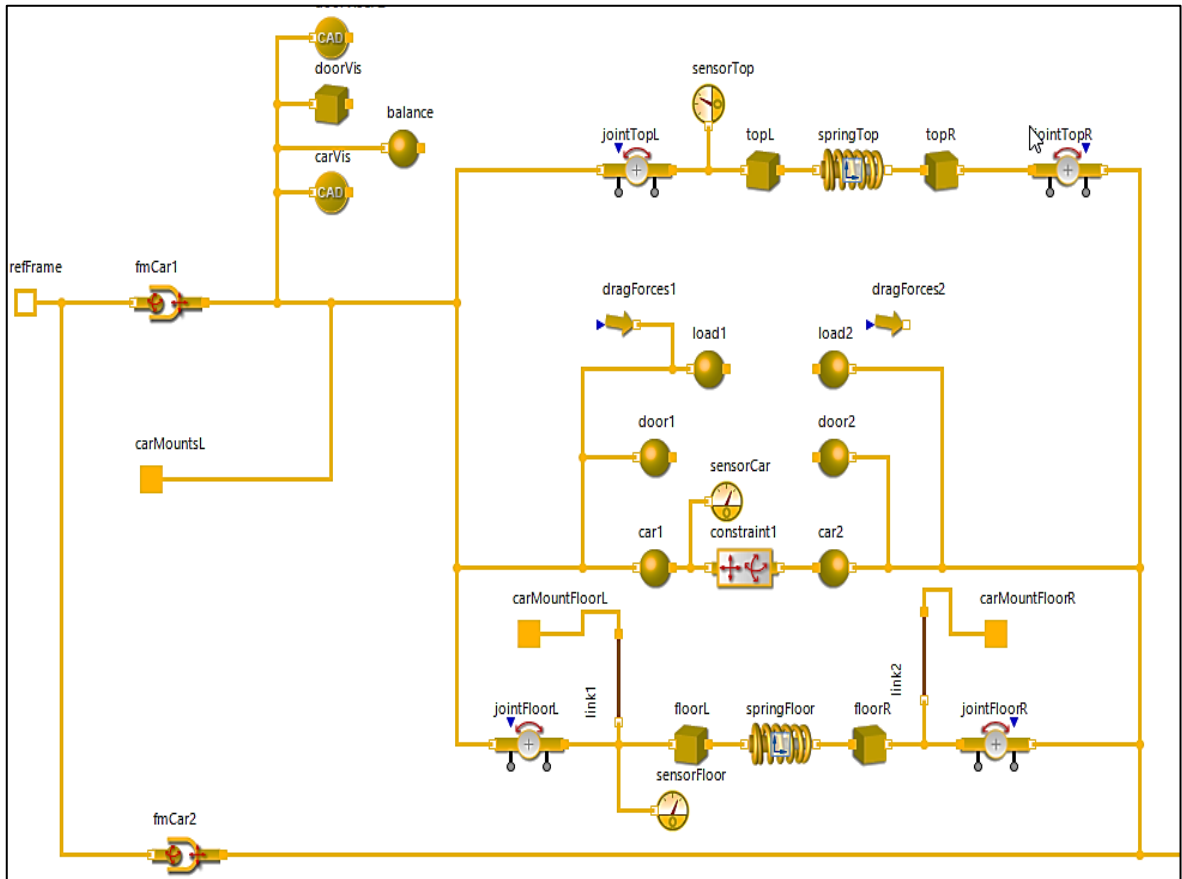 CAD
doorVis
balance
carVis
CAD
sensorTop
jointTopL
topL
springTop
topR
jointTopR
refFrame
fmCar1
dragForces1
dragForces2
load1
load2
carMountsL
door1
door2
sensorCar
car1
constraint1
car2
carMountFloorL
carMountFloorR
link1
link2
jointFloorL
floorL
springFloor
floorR
jointFloorR
sensorFloor
fmCar2